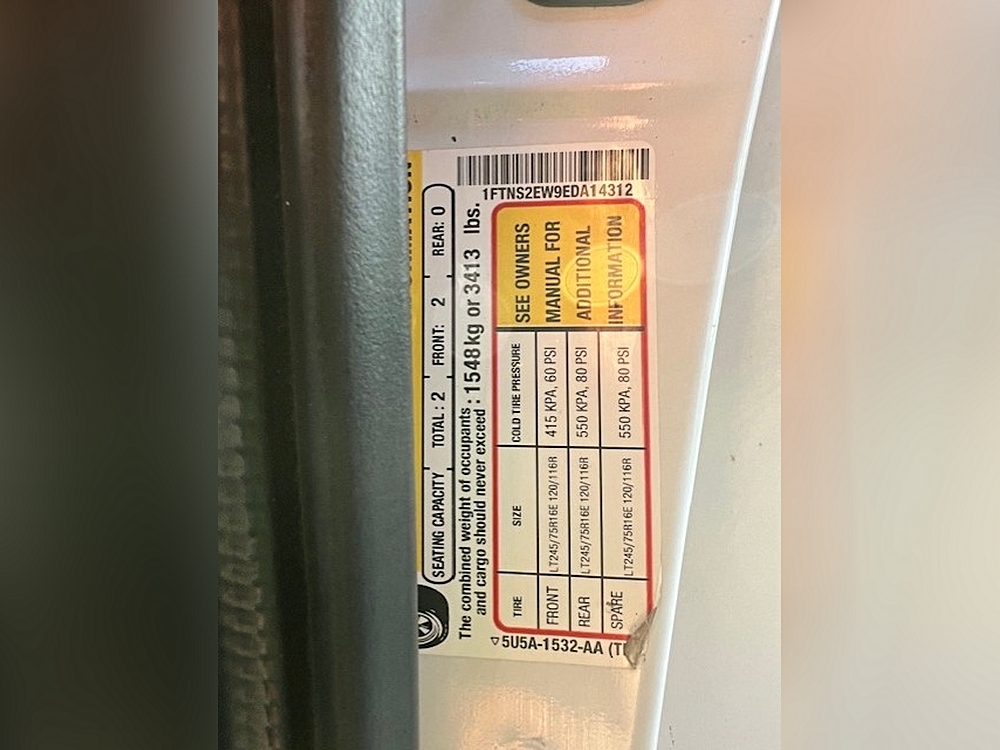 SEATING CAPACITY TOTAL : 2 FRONT: 2 REAR: 0
The combined weight of occupants
and cargo should never exceed : 1548 kg or 3413 lbs.
TIRE SIZE COLD TIRE PRESSURE
FRONT LT245/75R16E 120/116R 415 KPA, 60 PSI
REAR LT245/75R16E 120/116R 550 KPA, 80 PSI
SPARE LT245/75R16E 120/116R 550 KPA, 80 PSI
SEE OWNERS
MANUAL FOR
ADDITIONAL
INFORMATION
5U5A-1532-AA
1FTNS2EW9EDA14312